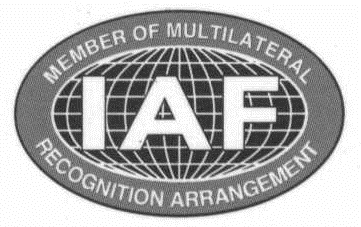 MEMBER OF MULTILATERAL
IAF
RECOGNITION ARRANGEMENT